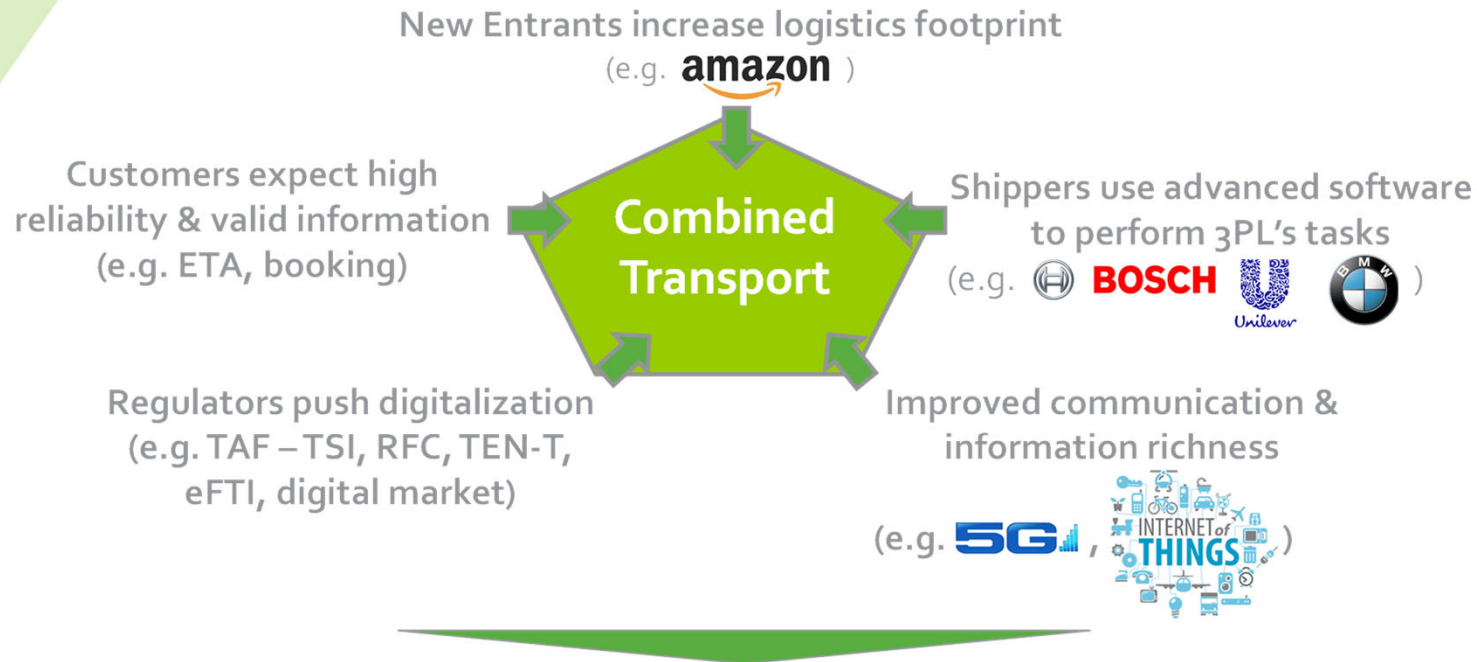 New Entrants increase logistics footprint
(e.g. amazon )
Customers expect high
reliability & valid information
(e.g. ETA, booking)
Combined
Transport
Shippers use advanced software
to perform 3PL's tasks
(e.g. BOSCH Unilever BMW )
Regulators push digitalization
(e.g. TAF – TSI, RFC, TEN-T,
eFTI, digital market)
Improved communication &
information richness
(e.g. 5G , INTERNET of THINGS )